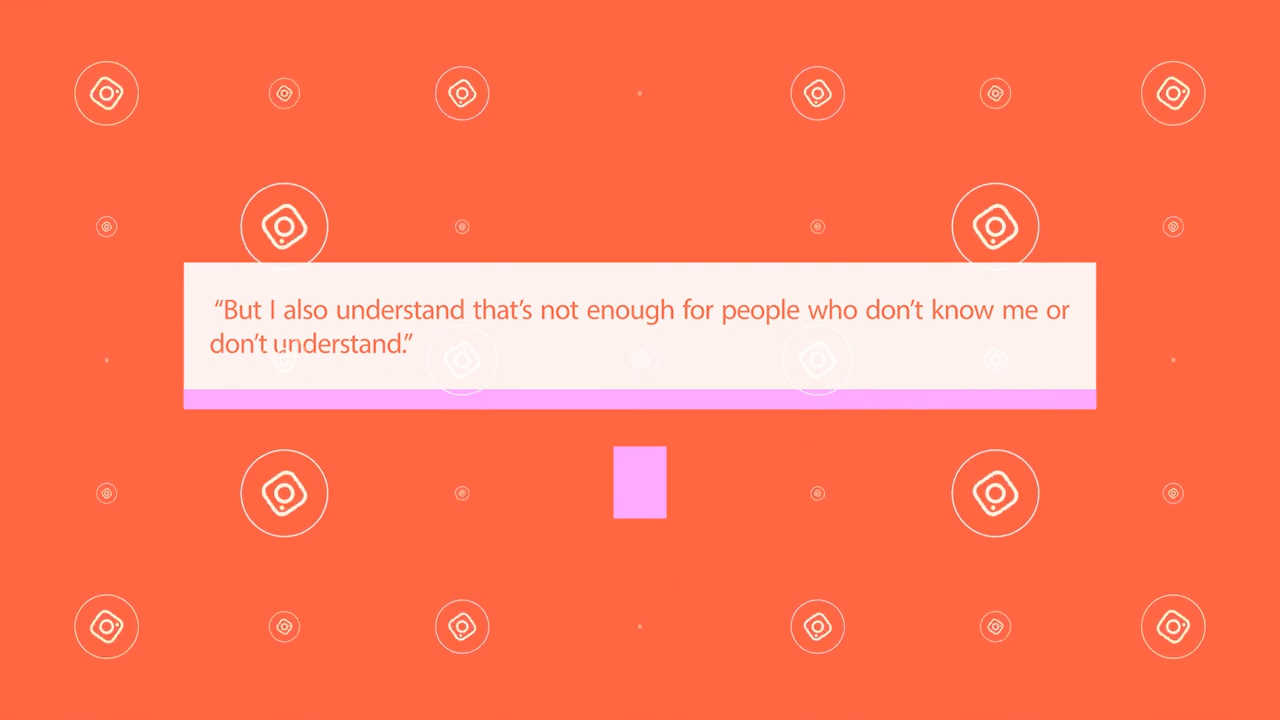 “But I also understand that’s not enough for people who don’t know me or
don’t understand.”